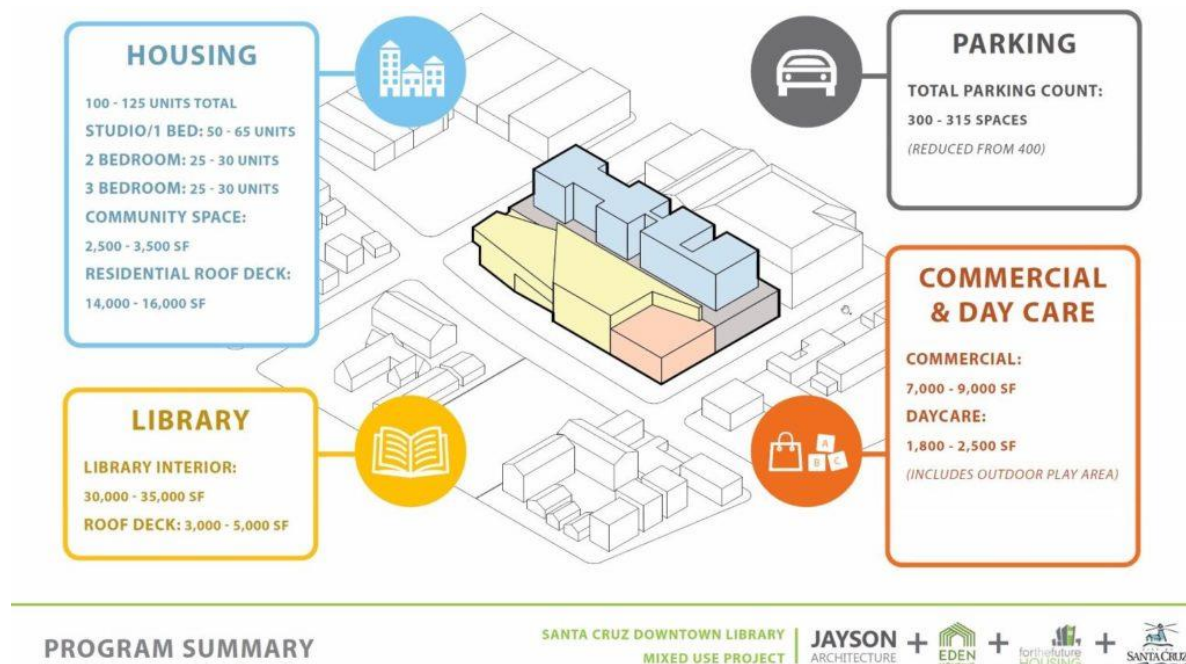 HOUSING
100 - 125 UNITS TOTAL
STUDIO/1 BED: 50 - 65 UNITS
2 BEDROOM: 25 - 30 UNITS
3 BEDROOM: 25 - 30 UNITS
COMMUNITY SPACE:
2,500 - 3,500 SF
RESIDENTIAL ROOF DECK:
14,000 - 16,000 SF
LIBRARY
LIBRARY INTERIOR:
30,000 - 35,000 SF
ROOF DECK: 3,000 - 5,000 SF
PARKING
TOTAL PARKING COUNT:
300 - 315 SPACES
(REDUCED FROM 400)
COMMERCIAL
& DAY CARE
COMMERCIAL:
7,000 - 9,000 SF
DAYCARE:
1,800 - 2,500 SF
(INCLUDES OUTDOOR PLAY AREA)
A
B C
PROGRAM SUMMARY
SANTA CRUZ DOWNTOWN LIBRARY
MIXED USE PROJECT
JAYSON
ARCHITECTURE
+
EDEN
+
forthefuture
HOUSING
+
SANTA CRUZ